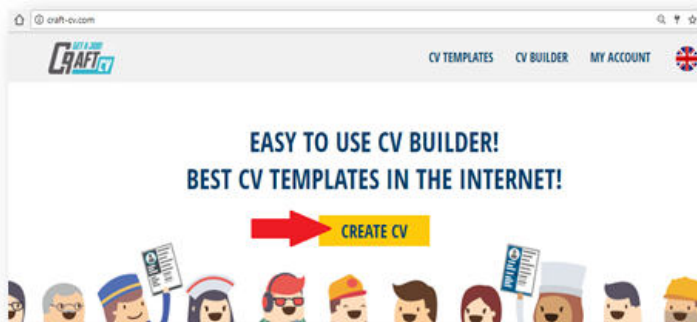 craft-cv.com
GET A JOB!
CRAFT CV
CV TEMPLATES CV BUILDER MY ACCOUNT
EASY TO USE CV BUILDER!
BEST CV TEMPLATES IN THE INTERNET!
CREATE CV